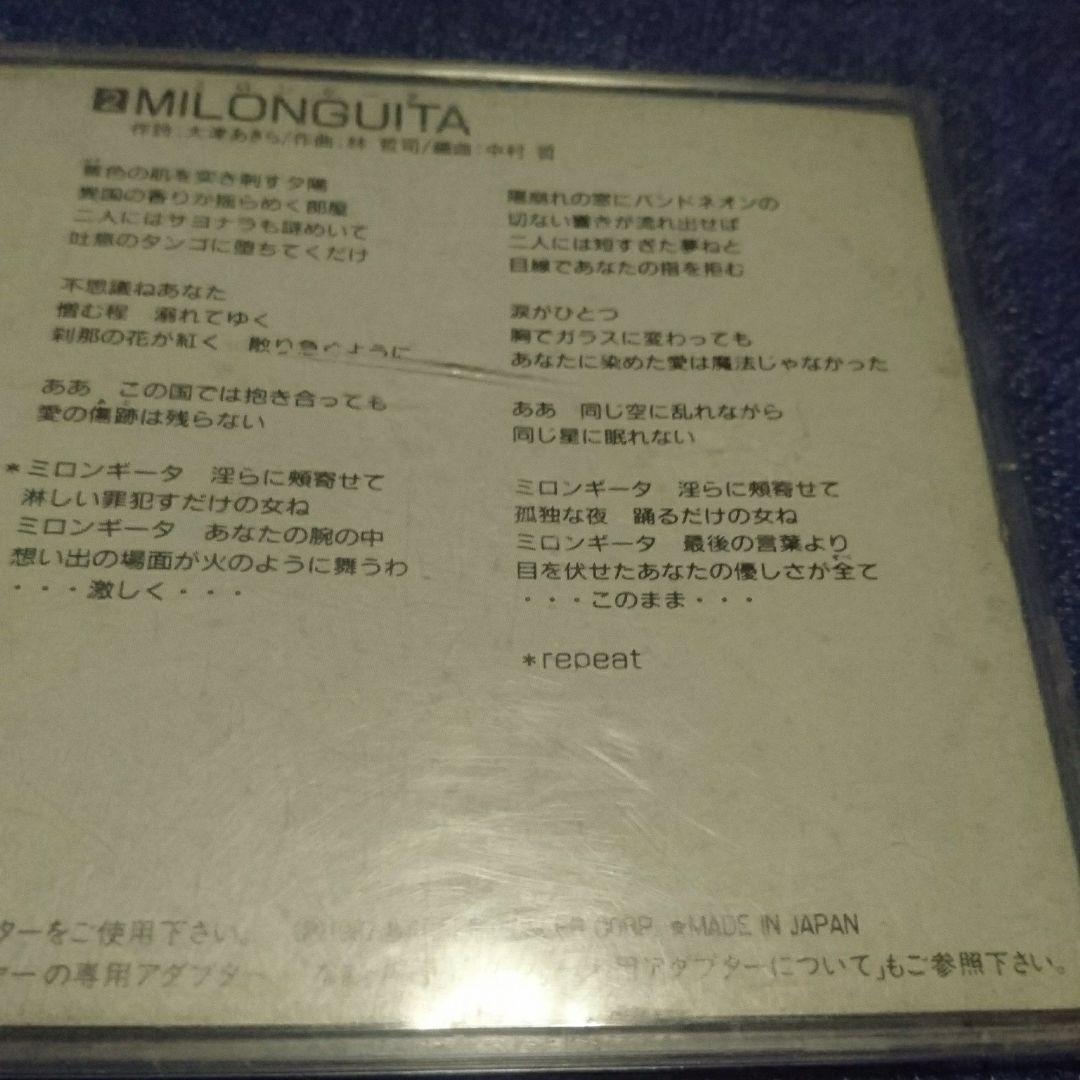 2 MILONGUITA
作詩:大津あきら/作曲:林 哲司/編曲:中村 哲
色の肌を突き刺す夕陽
異国の香りが揺らめく部屋
二人にはサヨナラも謎めいて
吐息のタンゴに堕ちてくだけ
不思議ねあなた
憎む程 溺れてゆく
刹那の花が紅く 散り急ぐように
ああ この国では抱き合っても
愛の傷跡は残らない
*ミロンギータ 淫らに頬寄せて
淋しい罪犯すだけの女ね
ミロンギータ あなたの腕の中
想い出の場面が火のように舞うわ
・・・激しく・・・
陽崩れの窓にバンドネオンの
切ない響きが流れ出せば
二人には短すぎた夢ねと
目線であなたの指を拒む
涙がひとつ
胸でガラスに変わっても
あなたに染めた愛は魔法じゃなかった
ああ 同じ空に乱れながら
同じ星に眠れない
ミロンギータ 淫らに頬寄せて
孤独な夜 踊るだけの女ね
ミロンギータ 最後の言葉より
目を伏せたあなたの優しさが全て
・・・このまま・・・
*repeat
ターをご使用下さい。 CORP. *MADE IN JAPAN
ャーの専用アダプタ 用アダプターについて」もご参照下さい。